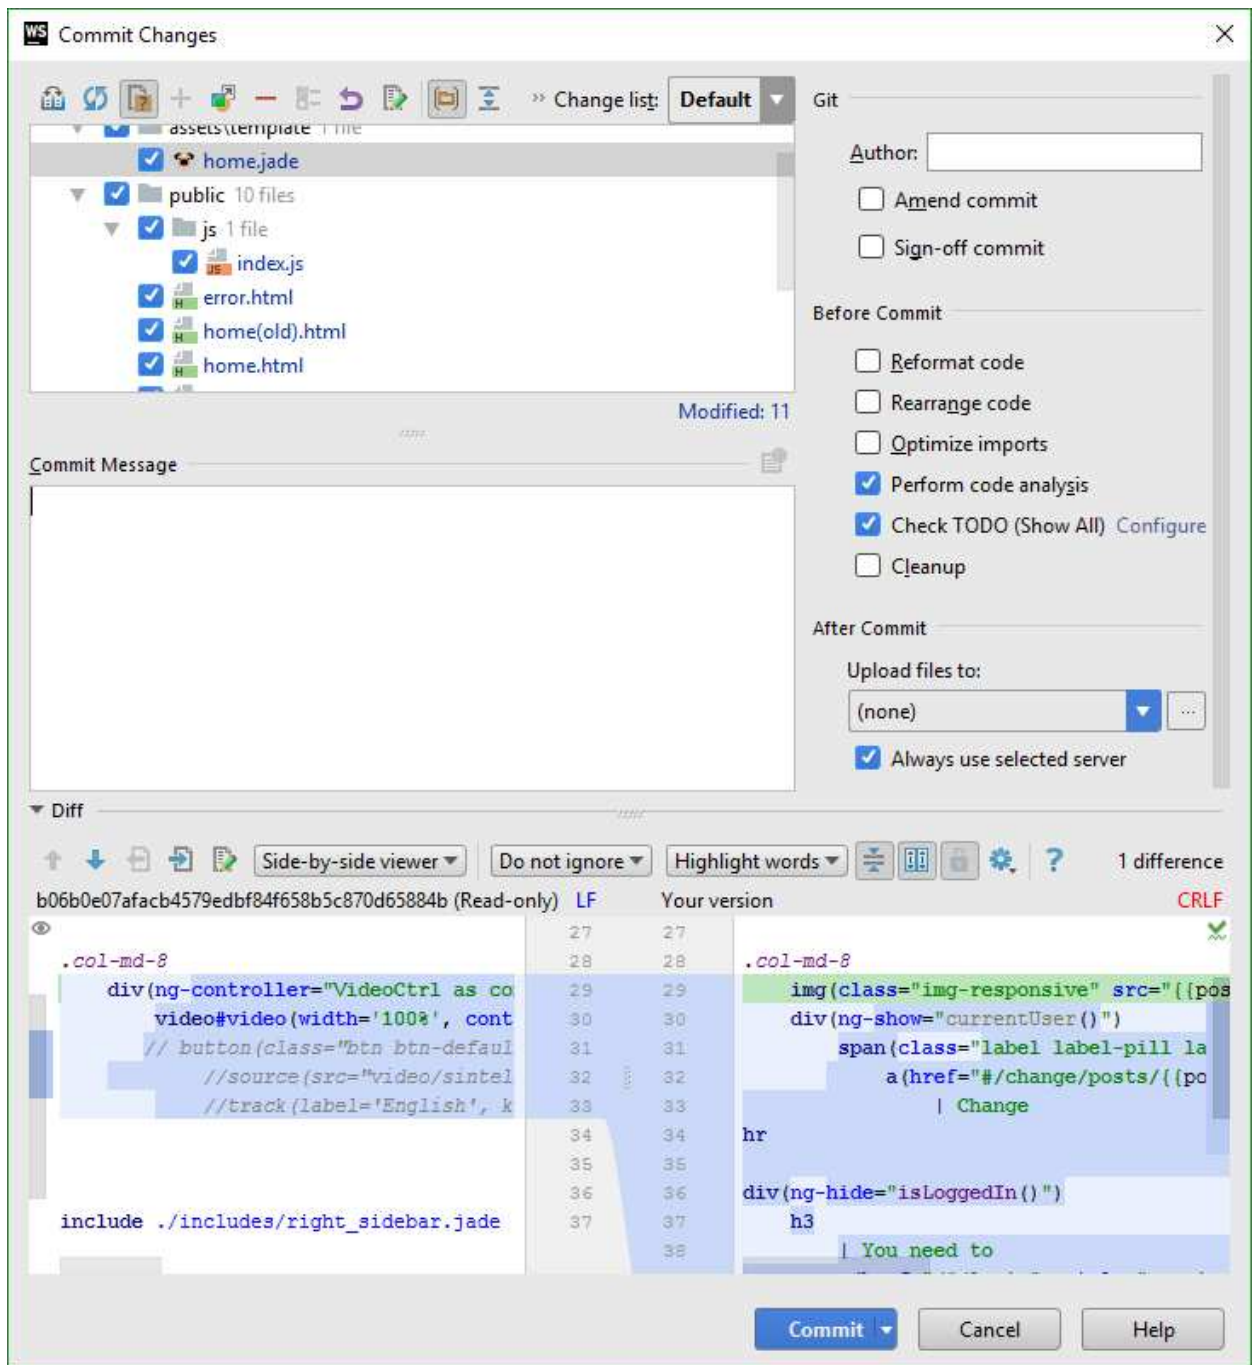 WS Commit Changes
» Change list: Default
assets\template 1 file
home.jade
public 10 files
js 1 file
JS index.js
H error.html
H home(old).html
H home.html
Modified: 11
Commit Message
Git
Author:
Amend commit
Sign-off commit
Before Commit
Reformat code
Rearrange code
Optimize imports
Perform code analysis
Check TODO (Show All) Configure
Cleanup
After Commit
Upload files to:
(none) ...
Always use selected server
Diff
Side-by-side viewer Do not ignore Highlight words ? 1 difference
b06b0e07afacb4579edbf84f658b5c870d65884b (Read-only) LF Your version CRLF
27 27
.col-md-8 28 28 .col-md-8
div(ng-controller="VideoCtrl as co 29 29 img(class="img-responsive" src="{{pos
video#video(width='100%', cont 30 30 div(ng-show="currentUser()")
// button(class="btn btn-defaul 31 31 span(class="label label-pill la
//source(src="video/sintel 32 32 a(href="#/change/posts/{{po
//track(label='English', k 33 33 | Change
34 34 hr
35 35
36 36 div(ng-hide="isLoggedIn()")
include ./includes/right_sidebar.jade 37 37 h3
38 | You need to
Commit Cancel Help